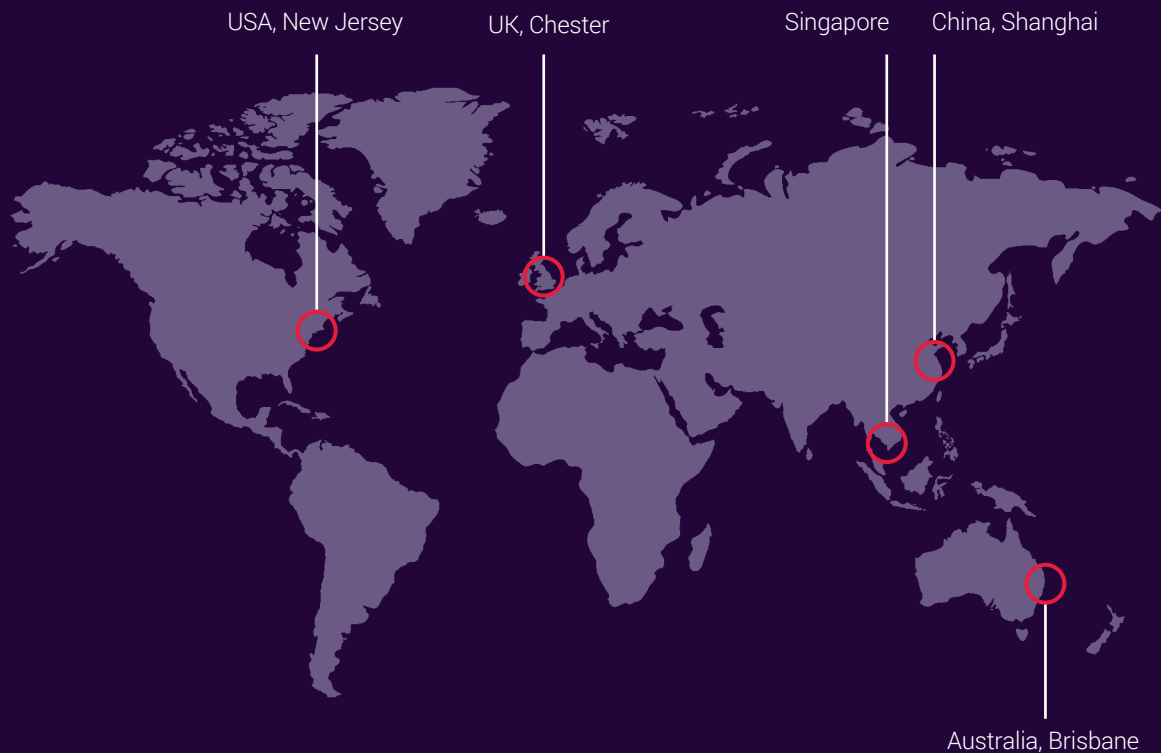 USA, New Jersey
UK, Chester
Singapore
China, Shanghai
Australia, Brisbane